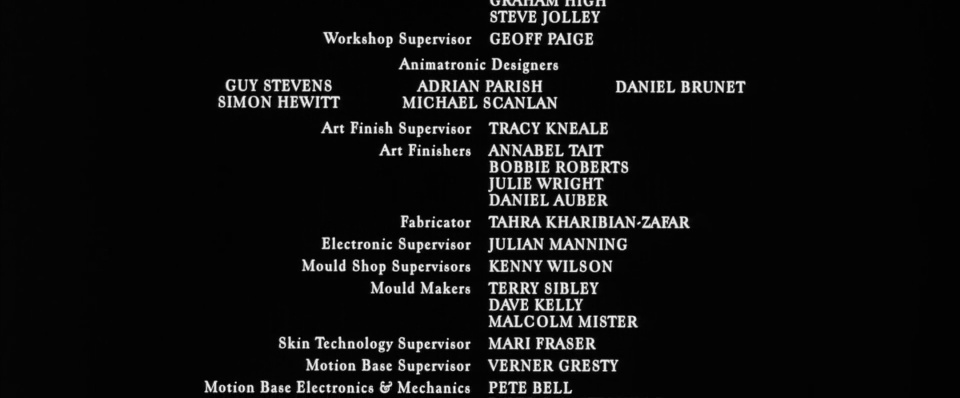 GRAHAM HIGH
STEVE JOLLEY
Workshop Supervisor GEOFF PAIGE
Animatronic Designers
GUY STEVENS ADRIAN PARISH DANIEL BRUNET
SIMON HEWITT MICHAEL SCANLAN
Art Finish Supervisor TRACY KNEALE
Art Finishers ANNABEL TAIT
BOBBIE ROBERTS
JULIE WRIGHT
DANIEL AUBER
Fabricator TAHRA KHARIBIAN-ZAFAR
Electronic Supervisor JULIAN MANNING
Mould Shop Supervisors KENNY WILSON
Mould Makers TERRY SIBLEY
DAVE KELLY
MALCOLM MISTER
Skin Technology Supervisor MARI FRASER
Motion Base Supervisor VERNER GRESTY
Motion Base Electronics & Mechanics PETE BELL